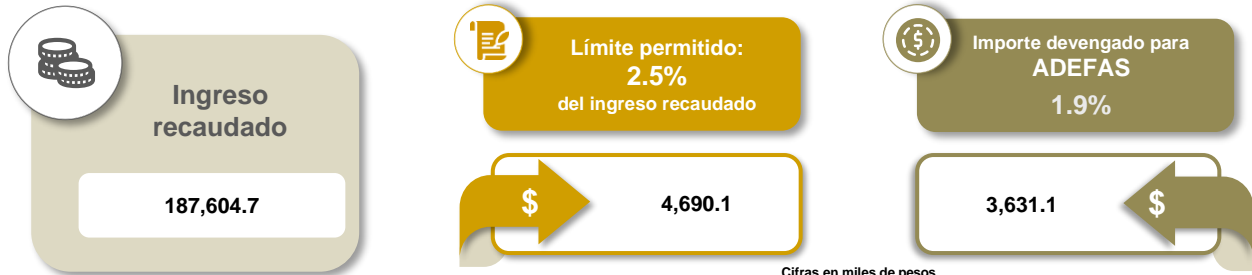 Ingreso
recaudado
187,604.7
Límite permitido:
2.5%
del ingreso recaudado
$
4,690.1
Importe devengado para
ADEFAS
1.9%
3,631.1
$
Cifras en miles de pesos